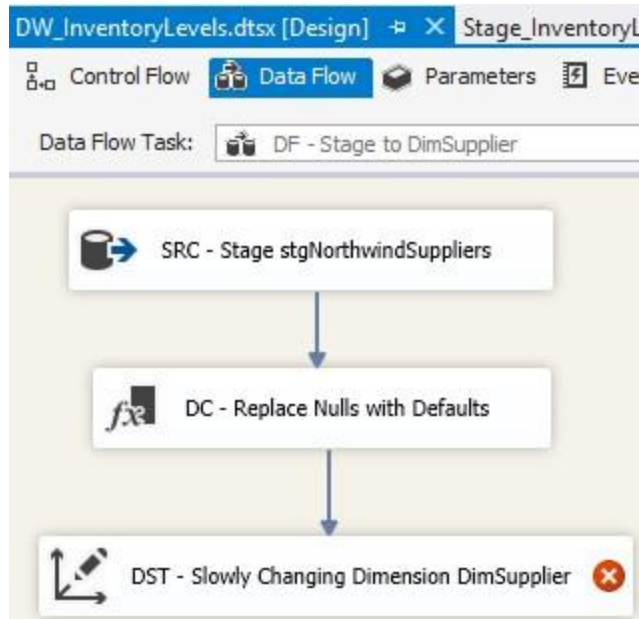 DW_InventoryLevels.dtsx [Design] Stage_InventoryL
Control Flow Data Flow Parameters Eve
Data Flow Task: DF - Stage to DimSupplier
SRC - Stage stgNorthwindSuppliers
fx DC - Replace Nulls with Defaults
DST - Slowly Changing Dimension DimSupplier